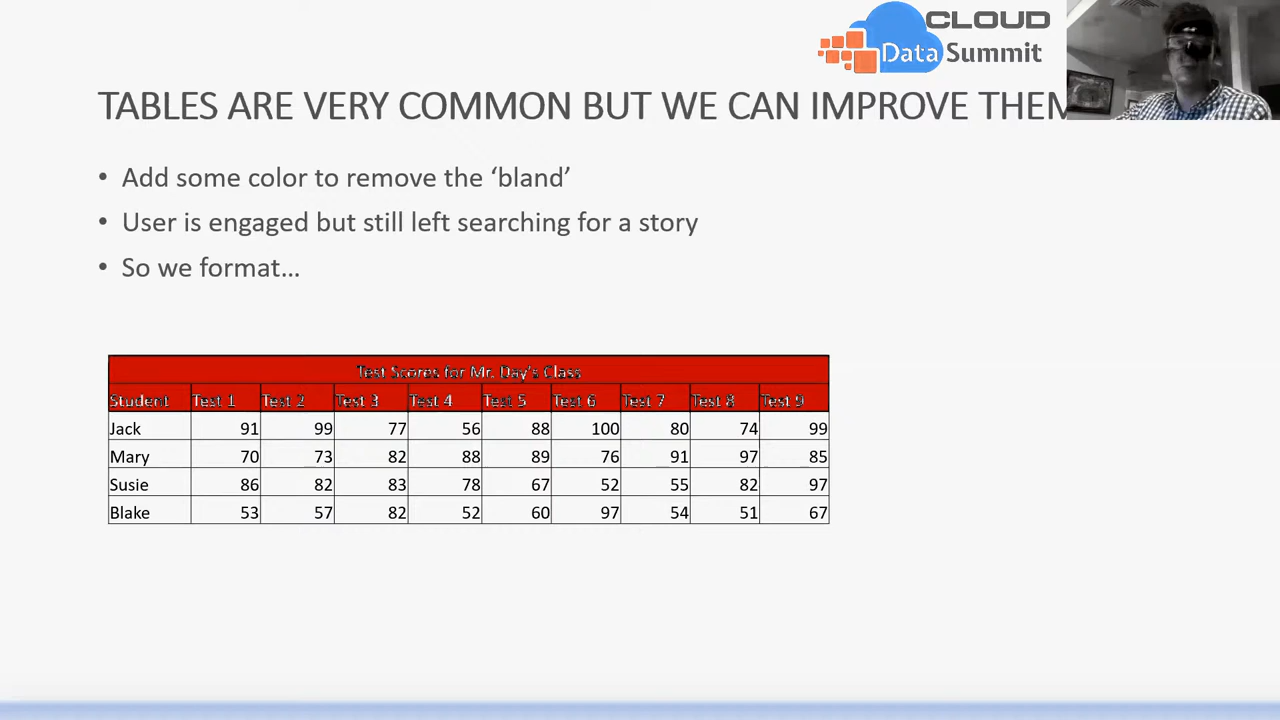 CLOUD
Data Summit
TABLES ARE VERY COMMON BUT WE CAN IMPROVE THEM
• Add some color to remove the ‘bland’
• User is engaged but still left searching for a story
• So we format…
Test Scores for Mr. Day's Class
Student Test 1 Test 2 Test 3 Test 4 Test 5 Test 6 Test 7 Test 8 Test 9
Jack 91 99 77 56 88 100 80 74 99
Mary 70 73 82 88 89 76 91 97 85
Susie 86 82 83 78 67 52 55 82 97
Blake 53 57 82 52 60 97 54 51 67